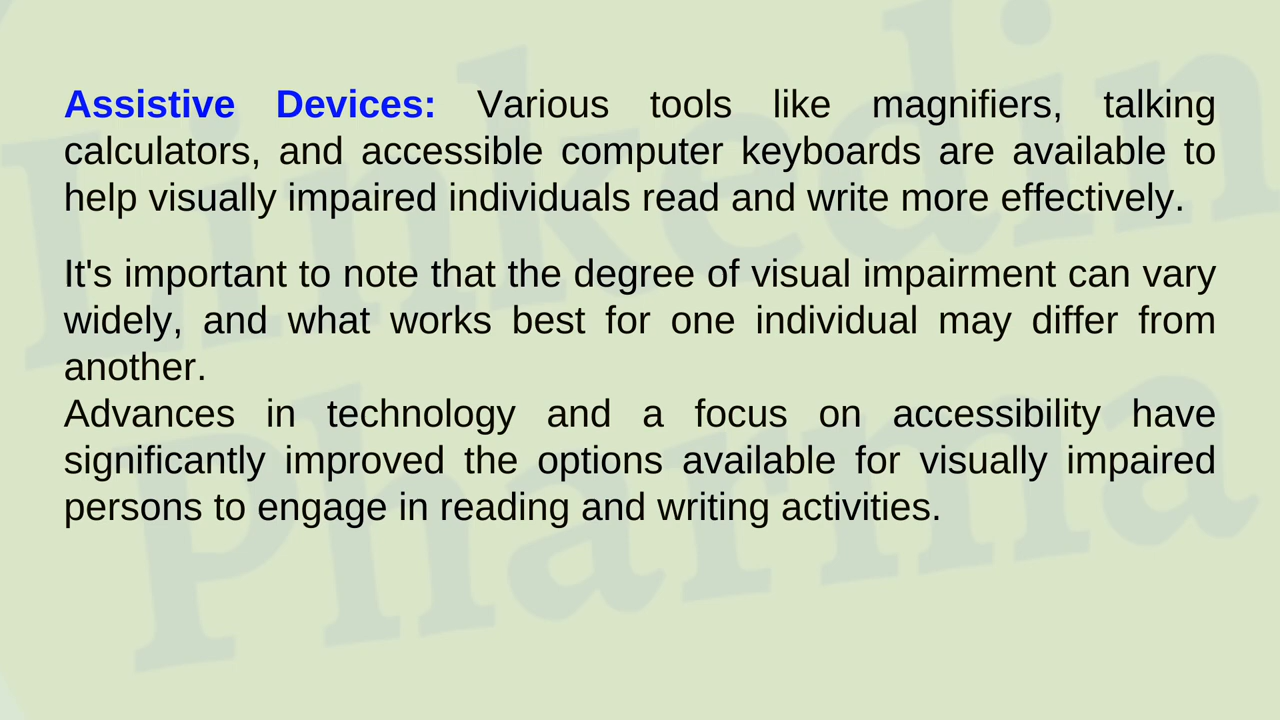 Assistive Devices: Various tools like magnifiers, talking
calculators, and accessible computer keyboards are available to
help visually impaired individuals read and write more effectively.
It's important to note that the degree of visual impairment can vary
widely, and what works best for one individual may differ from
another.
Advances in technology and a focus on accessibility have
significantly improved the options available for visually impaired
persons to engage in reading and writing activities.
Linkedin
Pharma